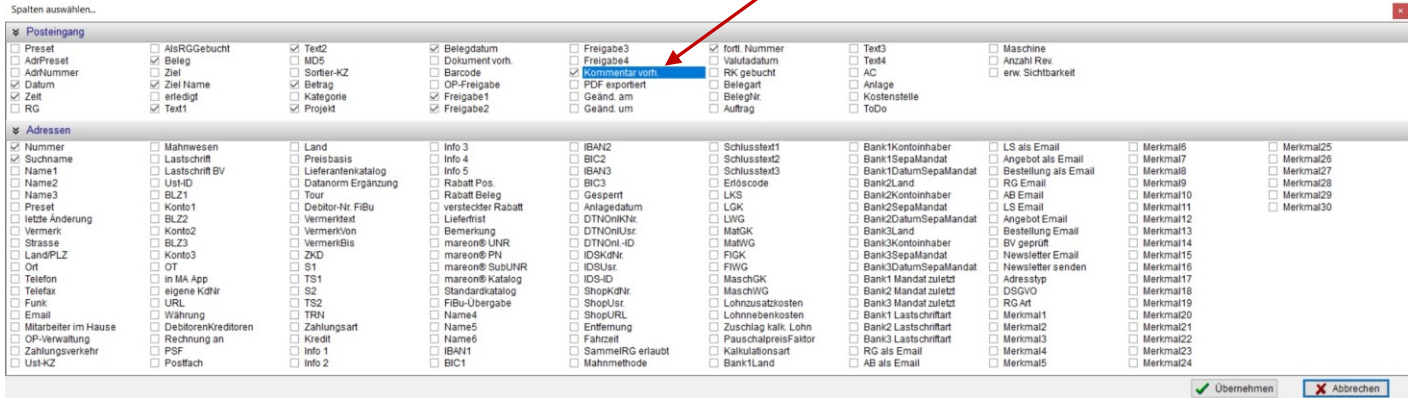 Spalten auswählen...
Posteingang
Preset AlsRGGebucht Text2 Belegdatum Freigabe3 fortl. Nummer Text3 Maschine
AdrPreset Beleg MD5 Dokument vorh. Freigabe4 Valutadatum Text4 Anzahl Rev.
AdrNummer Ziel Sortier-KZ Barcode Kommentar vorh. RK gebucht AC erw. Sichtbarkeit
Datum Ziel Name Betrag OP-Freigabe PDF exportiert Belegart Anlage
Zeit erledigt Kategorie Freigabe1 Geänd. am BelegNr. Kostenstelle
RG Text1 Projekt Freigabe2 Geänd. um Auftrag ToDo
Adressen
Nummer Mahnwesen Land Info 3 IBAN2 Schlusstext1 Bank1Kontoinhaber LS als Email Merkmal6 Merkmal25
Suchname Lastschrift Preisbasis Info 4 BIC2 Schlusstext2 Bank1SepaMandat Angebot als Email Merkmal7 Merkmal26
Name1 Lastschrift BV Lieferantenkatalog Info 5 IBAN3 Schlusstext3 Bank1DatumSepaMandat Bestellung als Email Merkmal8 Merkmal27
Name2 Ust-ID Datanorm Ergänzung Rabatt Pos. BIC3 Erlöscode Bank2Land RG Email Merkmal9 Merkmal28
Name3 BLZ1 Tour Rabatt Beleg Gesperrt LKS Bank2Kontoinhaber AB Email Merkmal10 Merkmal29
Preset Konto1 Debitor-Nr. FiBu versteckter Rabatt Anlagedatum LGK Bank2SepaMandat LS Email Merkmal11 Merkmal30
letzte Änderung BLZ2 Vermerktext Lieferfrist DTNOnlKNr. LWG Bank2DatumSepaMandat Angebot Email Merkmal12
Vermerk Konto2 VermerkVon Bemerkung DTNOnlUsr. MatGK Bank3Land Bestellung Email Merkmal13
Strasse BLZ3 VermerkBis mareon® UNR DTNOnl.-ID MatWG Bank3Kontoinhaber BV geprüft Merkmal14
Land/PLZ Konto3 ZKD mareon® PN IDSKdNr. FIGK Bank3SepaMandat Newsletter Email Merkmal15
Ort OT S1 mareon® SubUNR IDSUsr. FIWG Bank3DatumSepaMandat Newsletter senden Merkmal16
Telefon in MA App TS1 mareon® Katalog IDS-ID MaschGK Bank1 Mandat zuletzt Adresstyp Merkmal17
Telefax eigene KdNr S2 Standardkatalog ShopKdNr. MaschWG Bank2 Mandat zuletzt DSGVO Merkmal18
Funk URL TS2 FiBu-Übergabe ShopUsr. Lohnzusatzkosten Bank3 Mandat zuletzt RG Art Merkmal19
Email Währung TRN Name4 ShopURL Lohnnebenkosten Bank1 Lastschriftart Merkmal1 Merkmal20
Mitarbeiter im Hause DebitorenKreditoren Zahlungsart Name5 Entfernung Zuschlag kalk. Lohn Bank2 Lastschriftart Merkmal2 Merkmal21
OP-Verwaltung Rechnung an Kredit Name6 Fahrzeit PauschalpreisFaktor Bank3 Lastschriftart Merkmal3 Merkmal22
Zahlungsverkehr PSF Info 1 IBAN1 SammelRG erlaubt Kalkulationsart RG als Email Merkmal4 Merkmal23
Ust-KZ Postfach Info 2 BIC1 Mahnmethode Bank1Land AB als Email Merkmal5 Merkmal24
Übernehmen Abbrechen